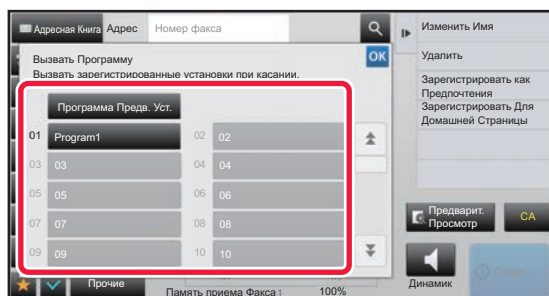 Адресная Книга Адрес Номер факса
Вызвать Программу
Вызвать зарегистрированные установки при касании.
OK
Программа Предв. Уст.
01 Program1 02 02
03 03 04 04
05 05 06 06
07 07 08 08
09 09 10 10
Прочие
Память приема Факса : 100%
Изменить Имя
Удалить
Зарегистрировать как
Предпочтения
Зарегистрировать Для
Домашней Страницы
Предварит.
Просмотр
CA
Динамик
Старт